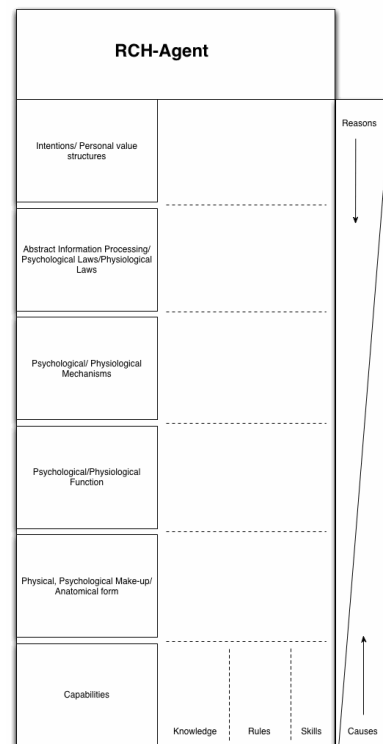 RCH-Agent
Reasons
Intentions/ Personal value
structures
Abstract Information Processing/
Psychological Laws/Physiological
Laws
Psychological/ Physiological
Mechanisms
Psychological/Physiological
Function
Physical, Psychological Make-up/
Anatomical form
Capabilities
Knowledge
Rules
Skills
Causes